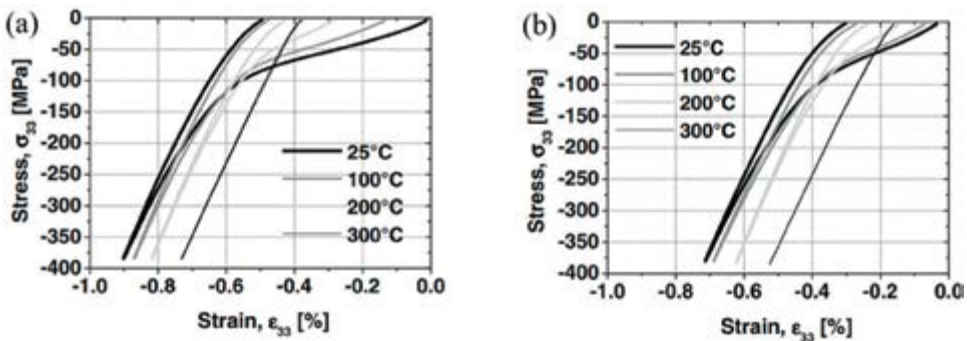 (a)
Stress, σ₃₃ [MPa]
0
-50
-100
-150
-200
-250
-300
-350
-400
25°C
100°C
200°C
300°C
-1.0 -0.8 -0.6 -0.4 -0.2 0.0
Strain, ε₃₃ [%]
(b)
Stress, σ₃₃ [MPa]
0
-50
-100
-150
-200
-250
-300
-350
-400
25°C
100°C
200°C
300°C
-1.0 -0.8 -0.6 -0.4 -0.2 0.0
Strain, ε₃₃ [%]